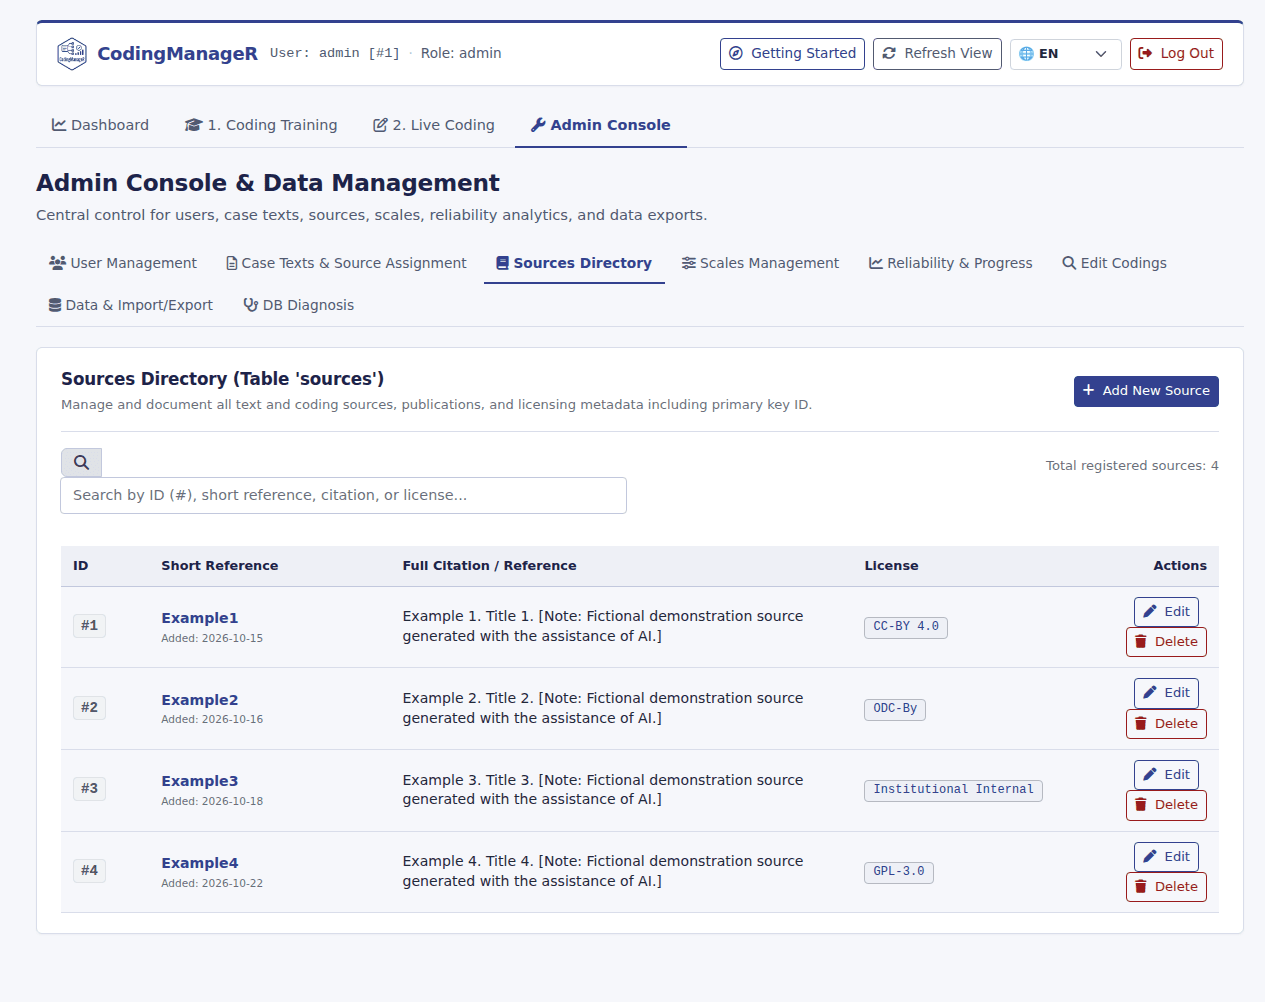 CodingManageR User: admin [#1] · Role: admin Getting Started Refresh View EN Log Out
Dashboard 1. Coding Training 2. Live Coding Admin Console
Admin Console & Data Management
Central control for users, case texts, sources, scales, reliability analytics, and data exports.
User Management Case Texts & Source Assignment Sources Directory Scales Management Reliability & Progress Edit Codings
Data & Import/Export DB Diagnosis
Sources Directory (Table 'sources')
Manage and document all text and coding sources, publications, and licensing metadata including primary key ID.
+ Add New Source
Total registered sources: 4
Search by ID (#), short reference, citation, or license...
ID Short Reference Full Citation / Reference License Actions
#1 Example1 Example 1. Title 1. [Note: Fictional demonstration source CC-BY 4.0 Edit
Added: 2026-10-15 generated with the assistance of AI.] Delete
#2 Example2 Example 2. Title 2. [Note: Fictional demonstration source ODC-By Edit
Added: 2026-10-16 generated with the assistance of AI.] Delete
#3 Example3 Example 3. Title 3. [Note: Fictional demonstration source Institutional Internal Edit
Added: 2026-10-18 generated with the assistance of AI.] Delete
#4 Example4 Example 4. Title 4. [Note: Fictional demonstration source GPL-3.0 Edit
Added: 2026-10-22 generated with the assistance of AI.] Delete